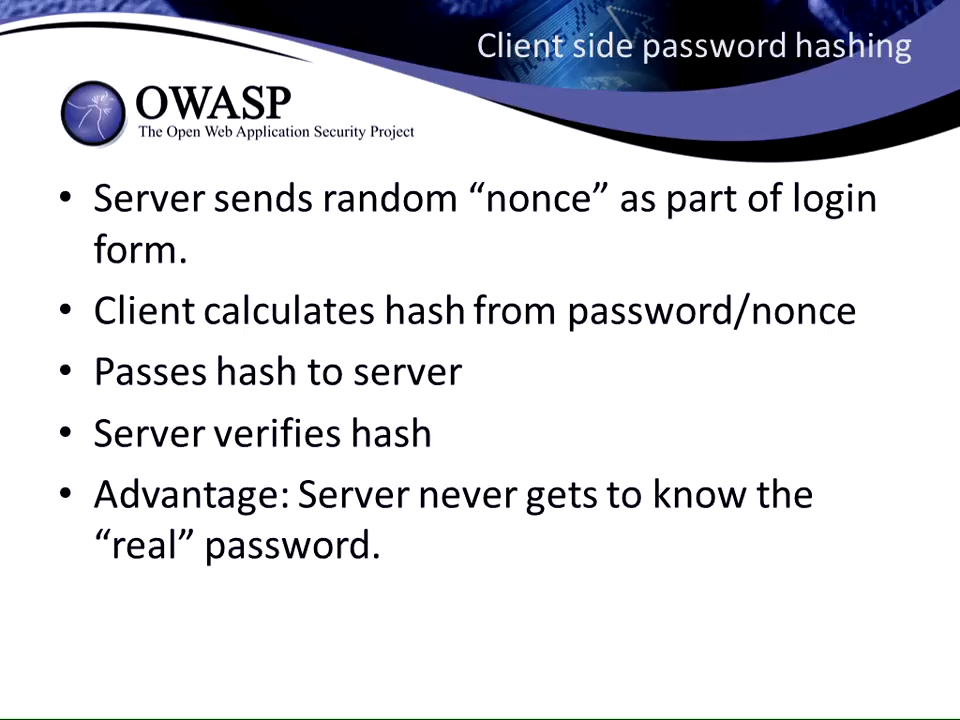 Client side password hashing
OWASP
The Open Web Application Security Project
• Server sends random “nonce” as part of login
form.
• Client calculates hash from password/nonce
• Passes hash to server
• Server verifies hash
• Advantage: Server never gets to know the
“real” password.